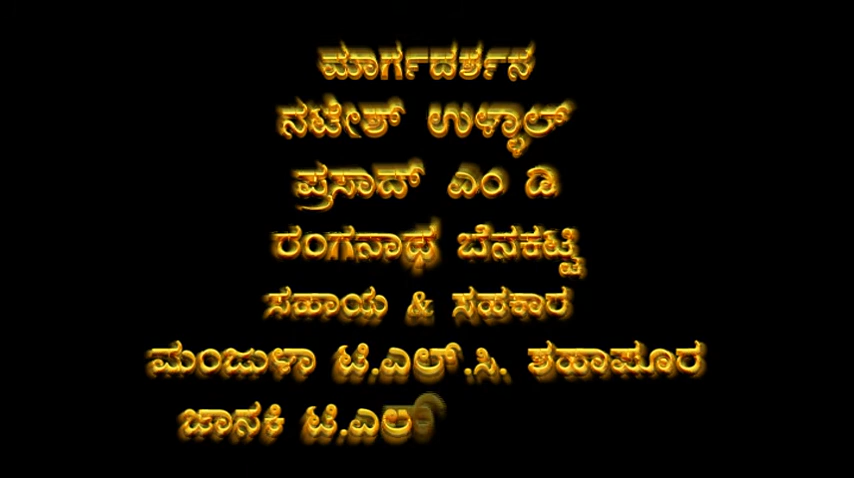 ಮಾರ್ಗದರ್ಶನ
ನಟೇಶ್ ಉಳ್ಳಾಲ್
ಪ್ರಸಾದ್ ಎಂ ಡಿ
ರಂಗನಾಥ ಬೆನಕಟ್ಟಿ
ಸಹಾಯ & ಸಹಕಾರ
ಮಂಜುಳಾ ಟಿ.ಎಲ್.ಸಿ. ಶಹಾಪೂರ
ಜಾನಕಿ ಟಿ.ಎಲ್